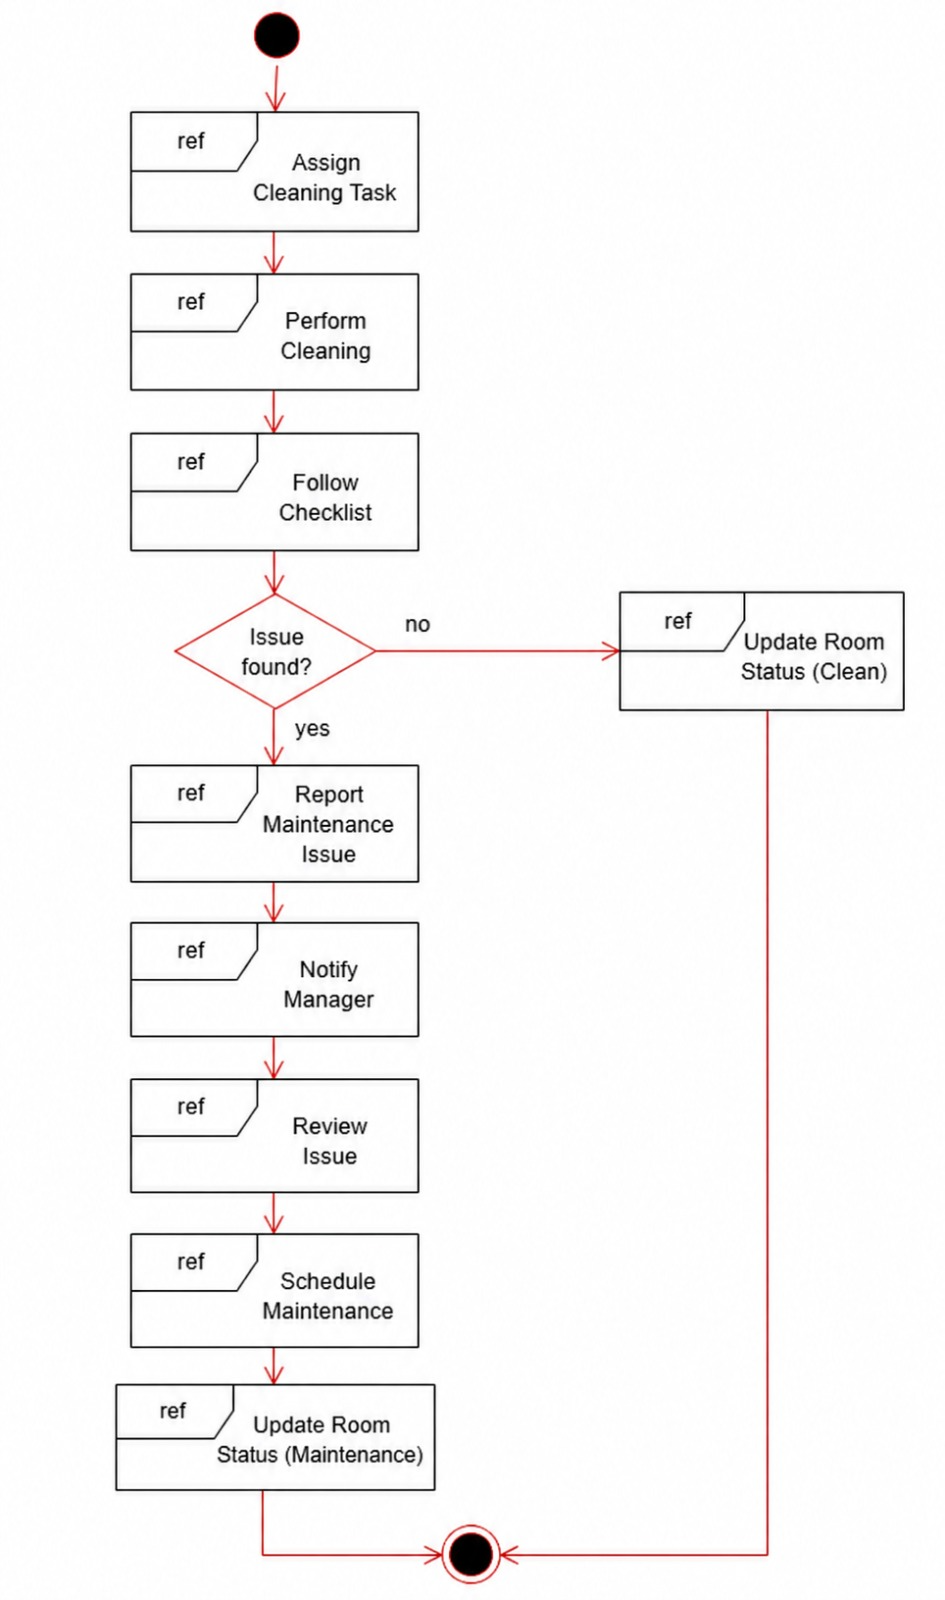 ref
Assign
Cleaning Task
ref
Perform
Cleaning
ref
Follow
Checklist
Issue
found?
no
ref
Update Room
Status (Clean)
yes
ref
Report
Maintenance
Issue
ref
Notify
Manager
ref
Review
Issue
ref
Schedule
Maintenance
ref
Update Room
Status (Maintenance)